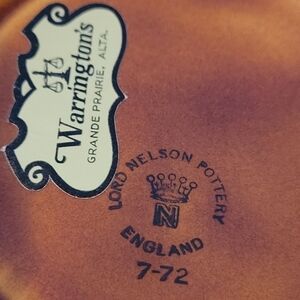 Warrington's
GRANDE PRAIRIE, ALTA.
LORD NELSON POTTERY
N
ENGLAND
7-72